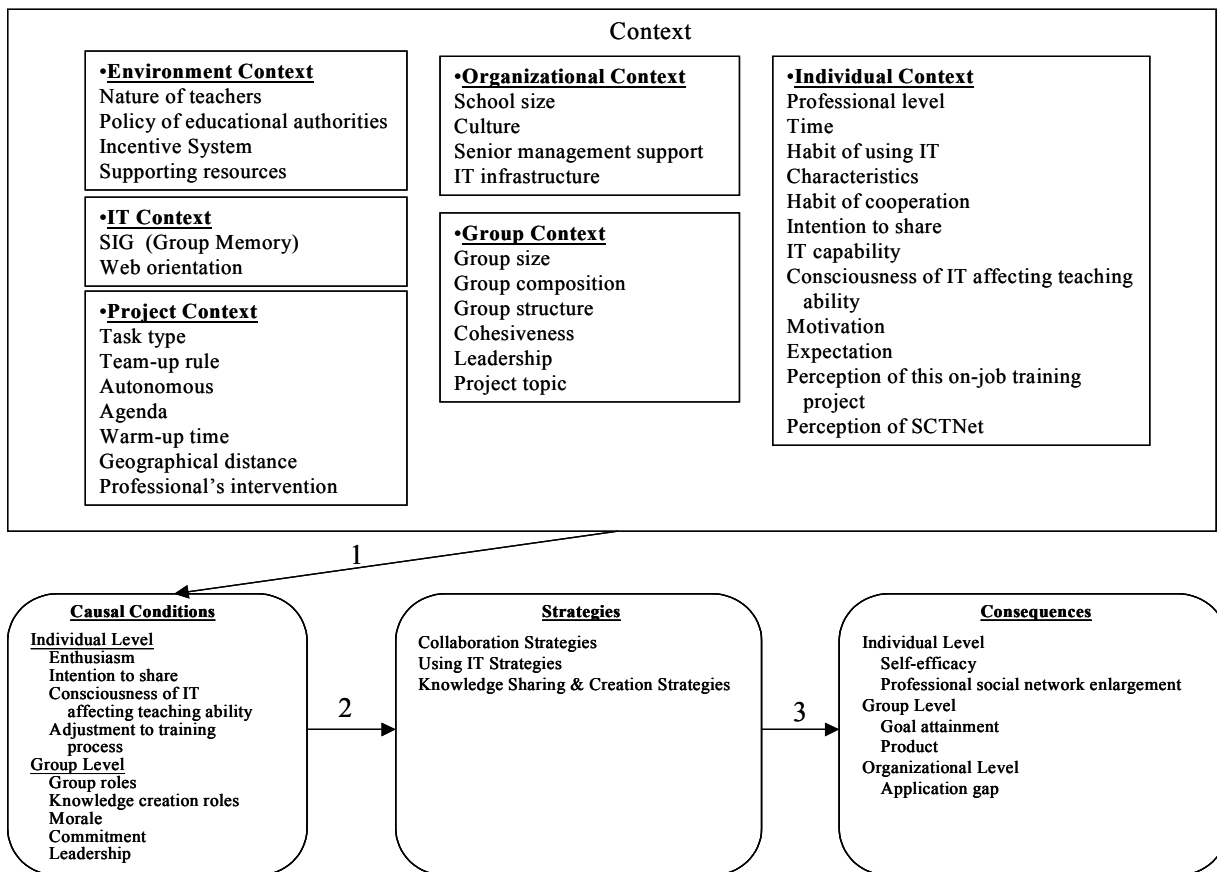 Context
•Environment Context
Nature of teachers
Policy of educational authorities
Incentive System
Supporting resources
•IT Context
SIG (Group Memory)
Web orientation
•Project Context
Task type
Team-up rule
Autonomous
Agenda
Warm-up time
Geographical distance
Professional's intervention
•Organizational Context
School size
Culture
Senior management support
IT infrastructure
•Group Context
Group size
Group composition
Group structure
Cohesiveness
Leadership
Project topic
•Individual Context
Professional level
Time
Habit of using IT
Characteristics
Habit of cooperation
Intention to share
IT capability
Consciousness of IT affecting teaching
ability
Motivation
Expectation
Perception of this on-job training
project
Perception of SCTNet
1
Causal Conditions
Individual Level
Enthusiasm
Intention to share
Consciousness of IT
affecting teaching ability
Adjustment to training
process
Group Level
Group roles
Knowledge creation roles
Morale
Commitment
Leadership
2
Strategies
Collaboration Strategies
Using IT Strategies
Knowledge Sharing & Creation Strategies
3
Consequences
Individual Level
Self-efficacy
Professional social network enlargement
Group Level
Goal attainment
Product
Organizational Level
Application gap